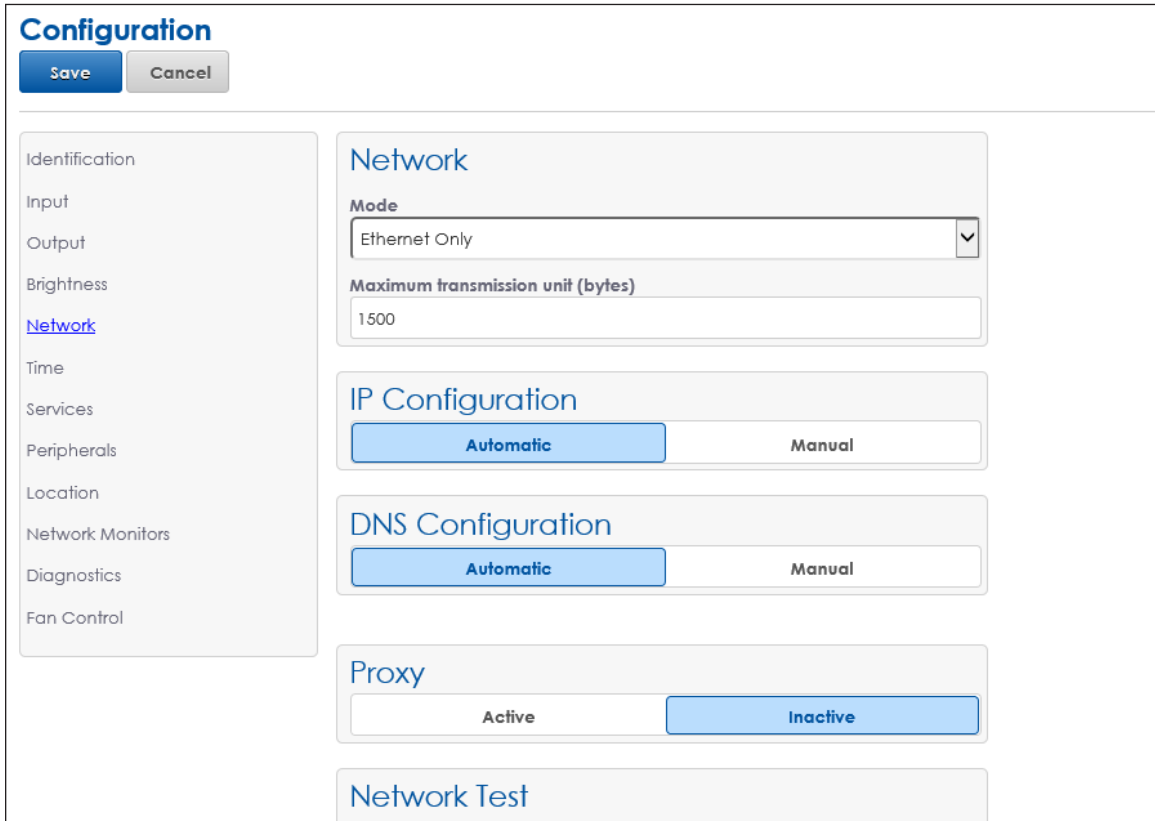 Configuration
Save Cancel
Identification
Input
Output
Brightness
Network
Time
Services
Peripherals
Location
Network Monitors
Diagnostics
Fan Control
Network
Mode
Ethernet Only
Maximum transmission unit (bytes)
1500
IP Configuration
Automatic Manual
DNS Configuration
Automatic Manual
Proxy
Active Inactive
Network Test